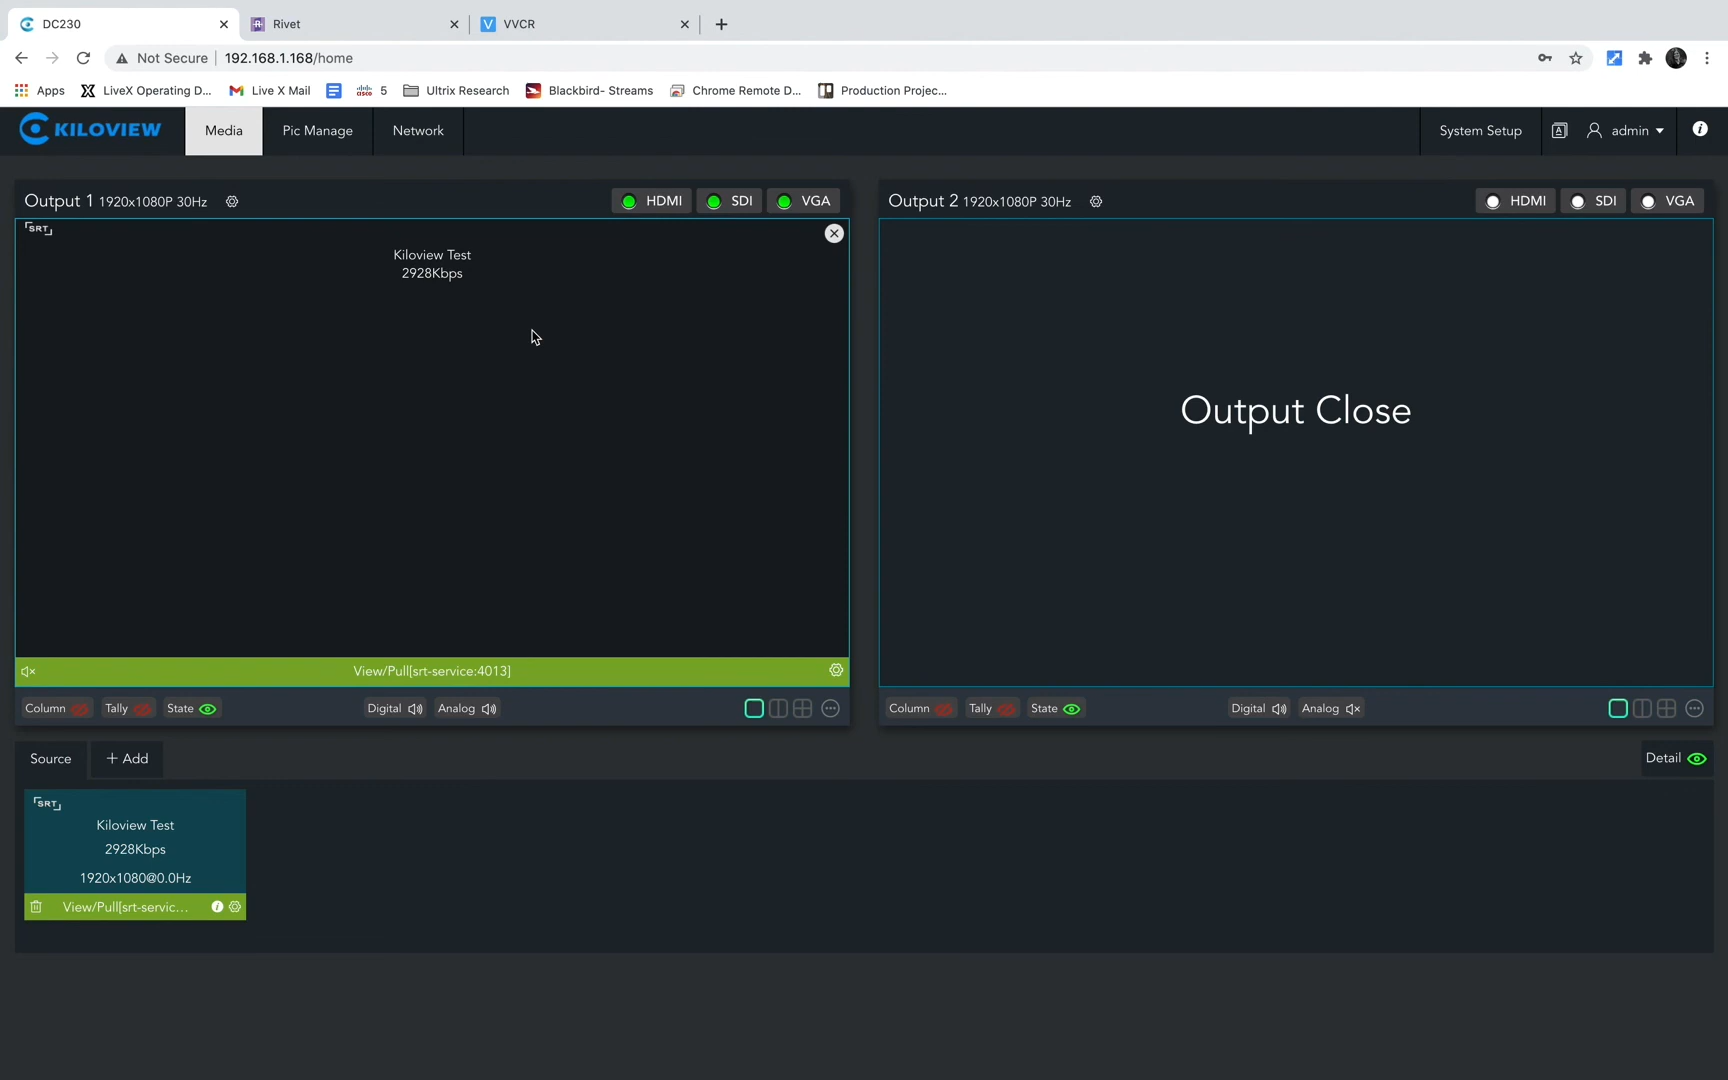 DC230
Rivet
VVCR
Not Secure
192.168.1.168/home
Apps
LiveX Operating D...
Live X Mail
5
Ultrix Research
Blackbird- Streams
Chrome Remote D...
Production Projec...
KILOVIEW
Media
Pic Manage
Network
System Setup
admin
Output 1 1920x1080P 30Hz
HDMI
SDI
VGA
SRT
Kiloview Test
2928Kbps
View/Pull[srt-service:4013]
Column
Tally
State
Digital
Analog
Output 2 1920x1080P 30Hz
HDMI
SDI
VGA
Output Close
Column
Tally
State
Digital
Analog
Source
+ Add
Detail
SRT
Kiloview Test
2928Kbps
1920x1080@0.0Hz
View/Pull[srt-servic...